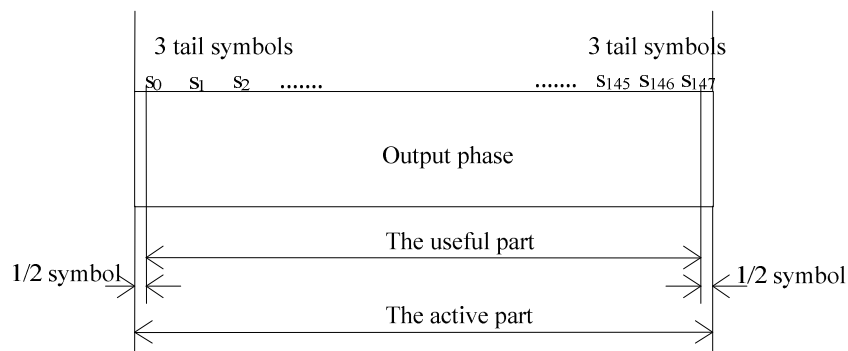 3 tail symbols 3 tail symbols
s0 s1 s2 ....... ....... s145 s146 s147
Output phase
The useful part
1/2 symbol 1/2 symbol
The active part